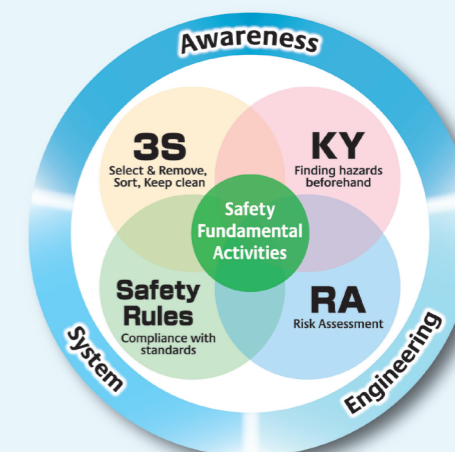 Awareness
3S
Select & Remove,
Sort, Keep clean
KY
Finding hazards
beforehand
Safety
Fundamental
Activities
Safety
Rules
Compliance with
standards
RA
Risk Assessment
System
Engineering